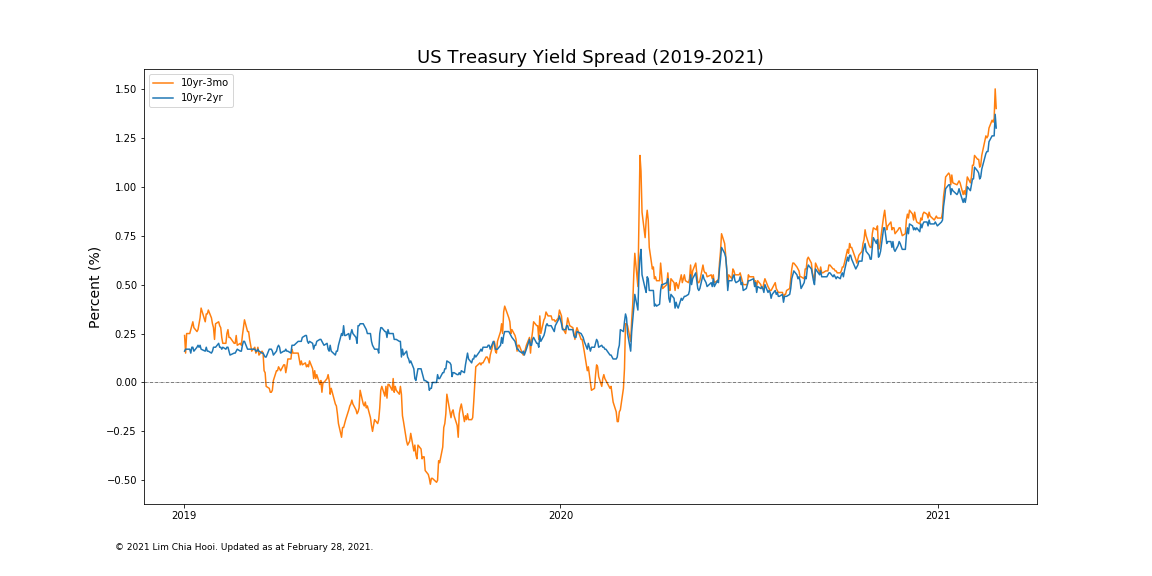 US Treasury Yield Spread (2019-2021)
10yr-3mo
10yr-2yr
Percent (%)
1.50
1.25
1.00
0.75
0.50
0.25
0.00
−0.25
−0.50
2019
2020
2021
© 2021 Lim Chia Hooi. Updated as at February 28, 2021.